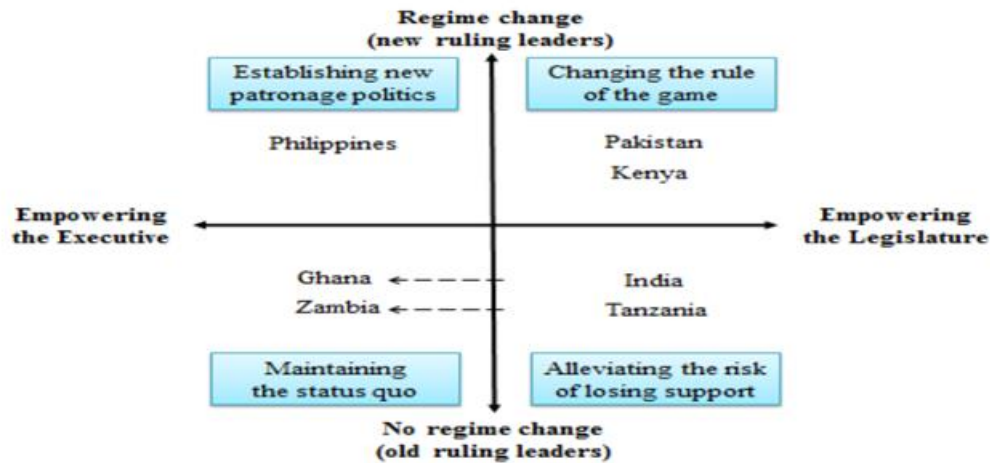 Regime change
(new ruling leaders)
Establishing new
patronage politics
Changing the rule
of the game
Philippines
Pakistan
Kenya
Empowering
the Executive
Empowering
the Legislature
Ghana
Zambia
India
Tanzania
Maintaining
the status quo
Alleviating the risk
of losing support
No regime change
(old ruling leaders)